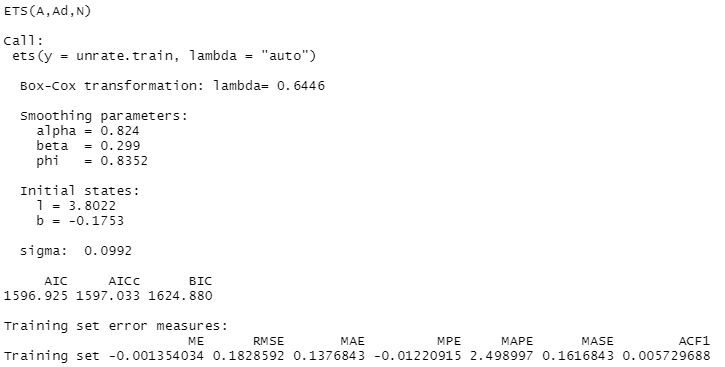 ETS(A,Ad,N)
Call:
ets(y = unrate.train, lambda = "auto")
Box-Cox transformation: lambda= 0.6446
Smoothing parameters:
alpha = 0.824
beta  = 0.299
phi   = 0.8352
Initial states:
l = 3.8022
b = -0.1753
sigma:  0.0992
AIC     AICc      BIC
1596.925 1597.033 1624.880
Training set error measures:
ME      RMSE       MAE         MPE     MAPE      MASE        ACF1
Training set -0.001354034 0.1828592 0.1376843 -0.01220915 2.498997 0.1616843 0.005729688